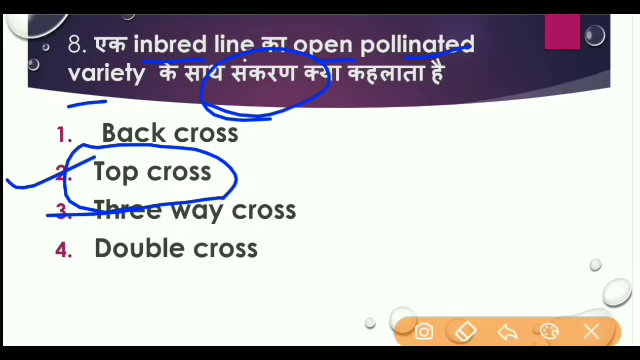 8. एक inbred line का open pollinated
variety के साथ संकरण क्या कहलाता है
1. Back cross
2. Top cross
3. Three way cross
4. Double cross